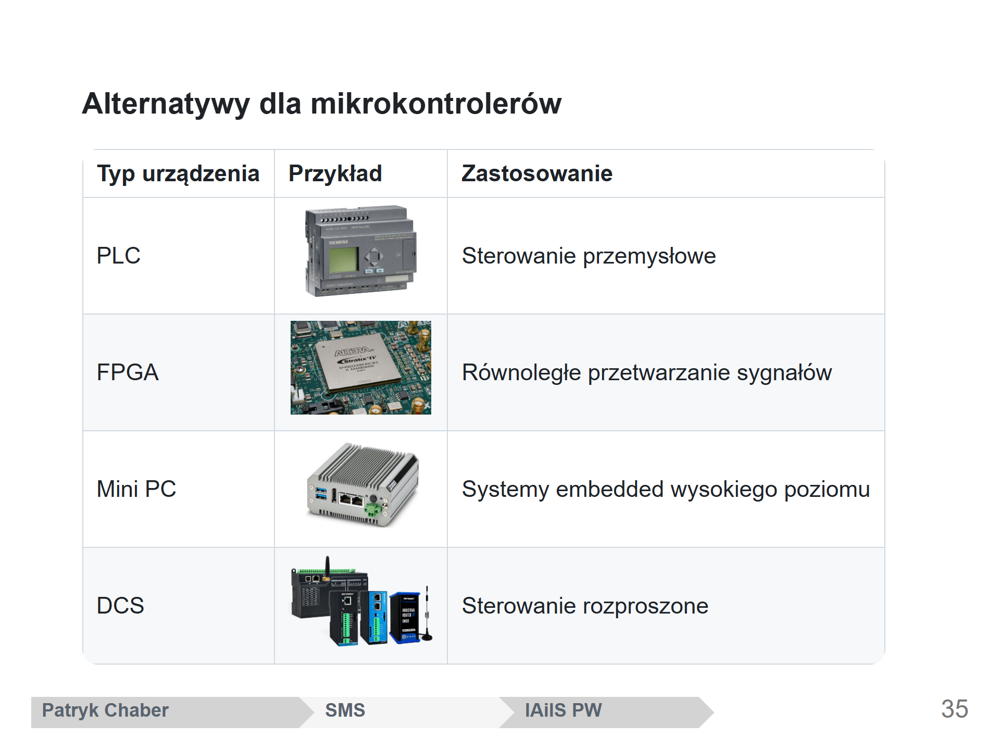 Alternatywy dla mikrokontrolerów
Typ urządzenia Przykład Zastosowanie
PLC
SIEMENS
LOGO!
Sterowanie przemysłowe
FPGA
ALTERA
Stratix IV
EP4SGX230KF40C3ES
Równoległe przetwarzanie sygnałów
Mini PC
Systemy embedded wysokiego poziomu
DCS
INDUSTRIAL
ROUTER
Sterowanie rozproszone
Patryk Chaber SMS IAiIS PW 35